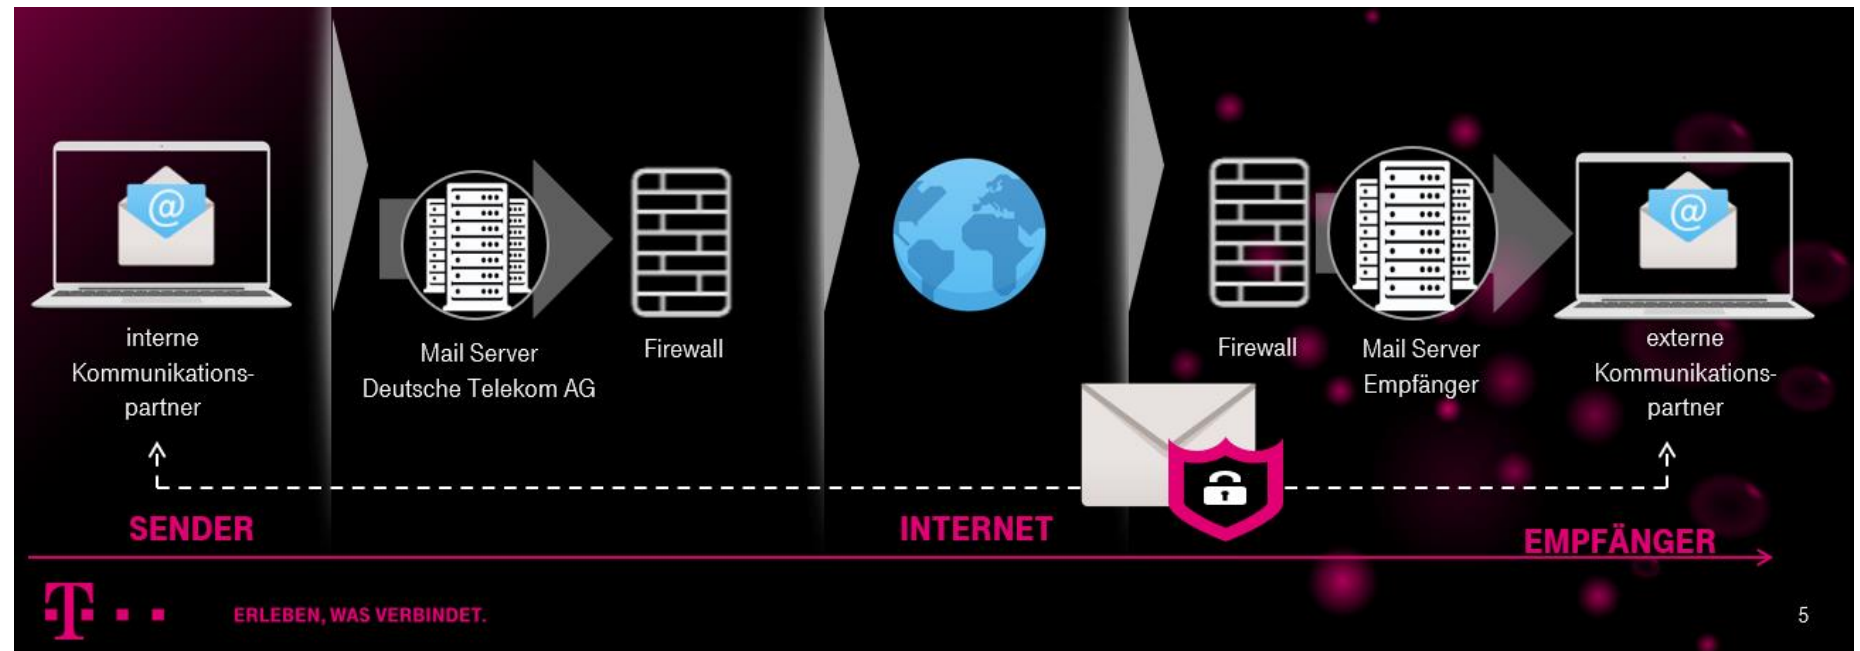 interne
Kommunikations-
partner
Mail Server
Deutsche Telekom AG
Firewall
Firewall
Mail Server
Empfänger
externe
Kommunikations-
partner
SENDER
INTERNET
EMPFÄNGER
T
ERLEBEN, WAS VERBINDET.
5